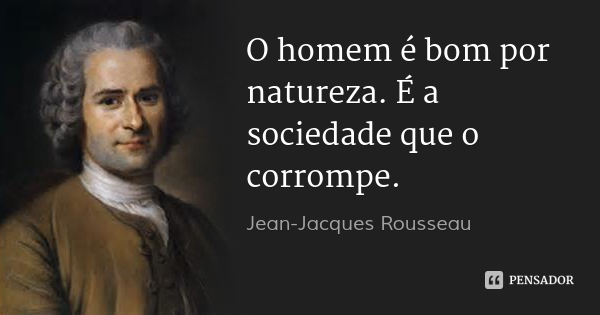 O homem é bom por
natureza. É a
sociedade que o
corrompe.
Jean-Jacques Rousseau
PENSADOR